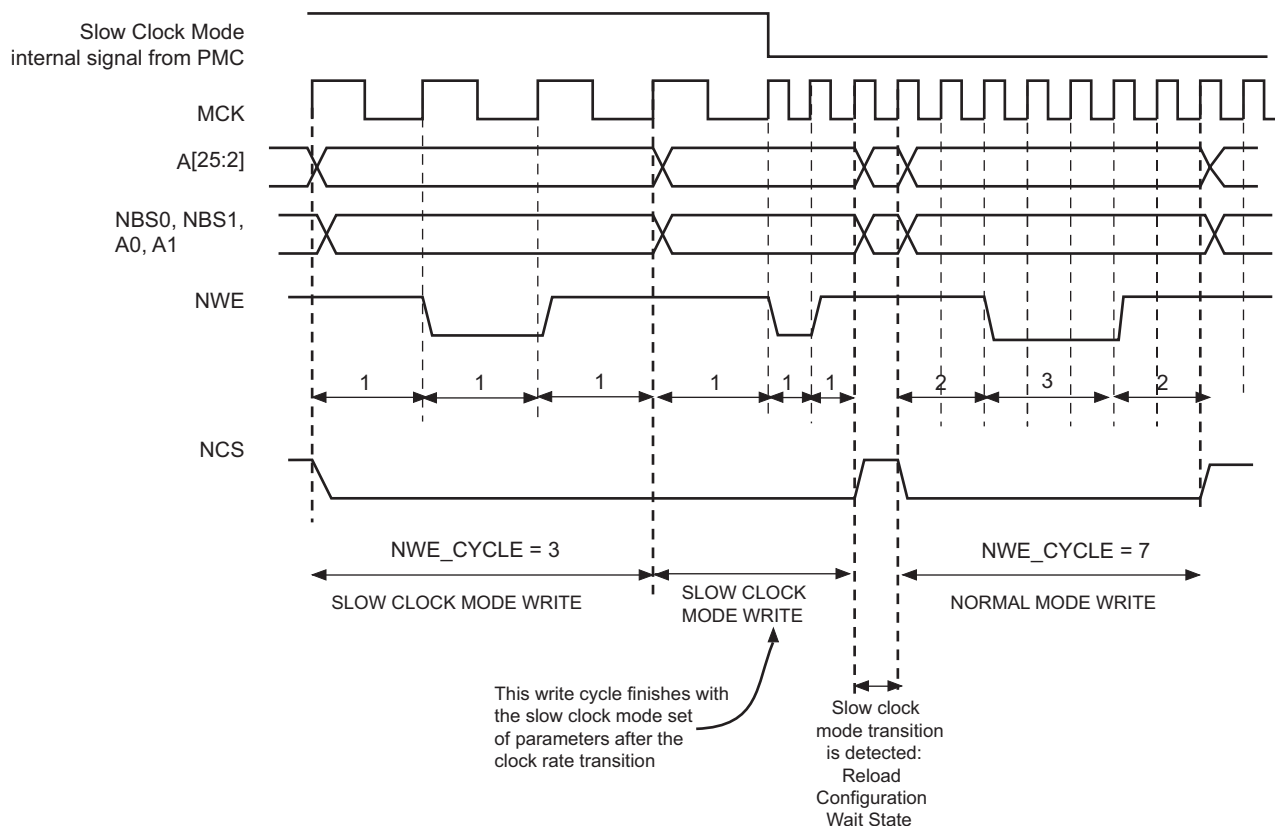 Slow Clock Mode
internal signal from PMC
MCK
A[25:2]
NBS0, NBS1,
A0, A1
NWE
1
1
1
1
1
1
2
3
2
NCS
NWE_CYCLE = 3
NWE_CYCLE = 7
SLOW CLOCK MODE WRITE
SLOW CLOCK
MODE WRITE
NORMAL MODE WRITE
This write cycle finishes with
the slow clock mode set
of parameters after the
clock rate transition
Slow clock
mode transition
is detected:
Reload
Configuration
Wait State